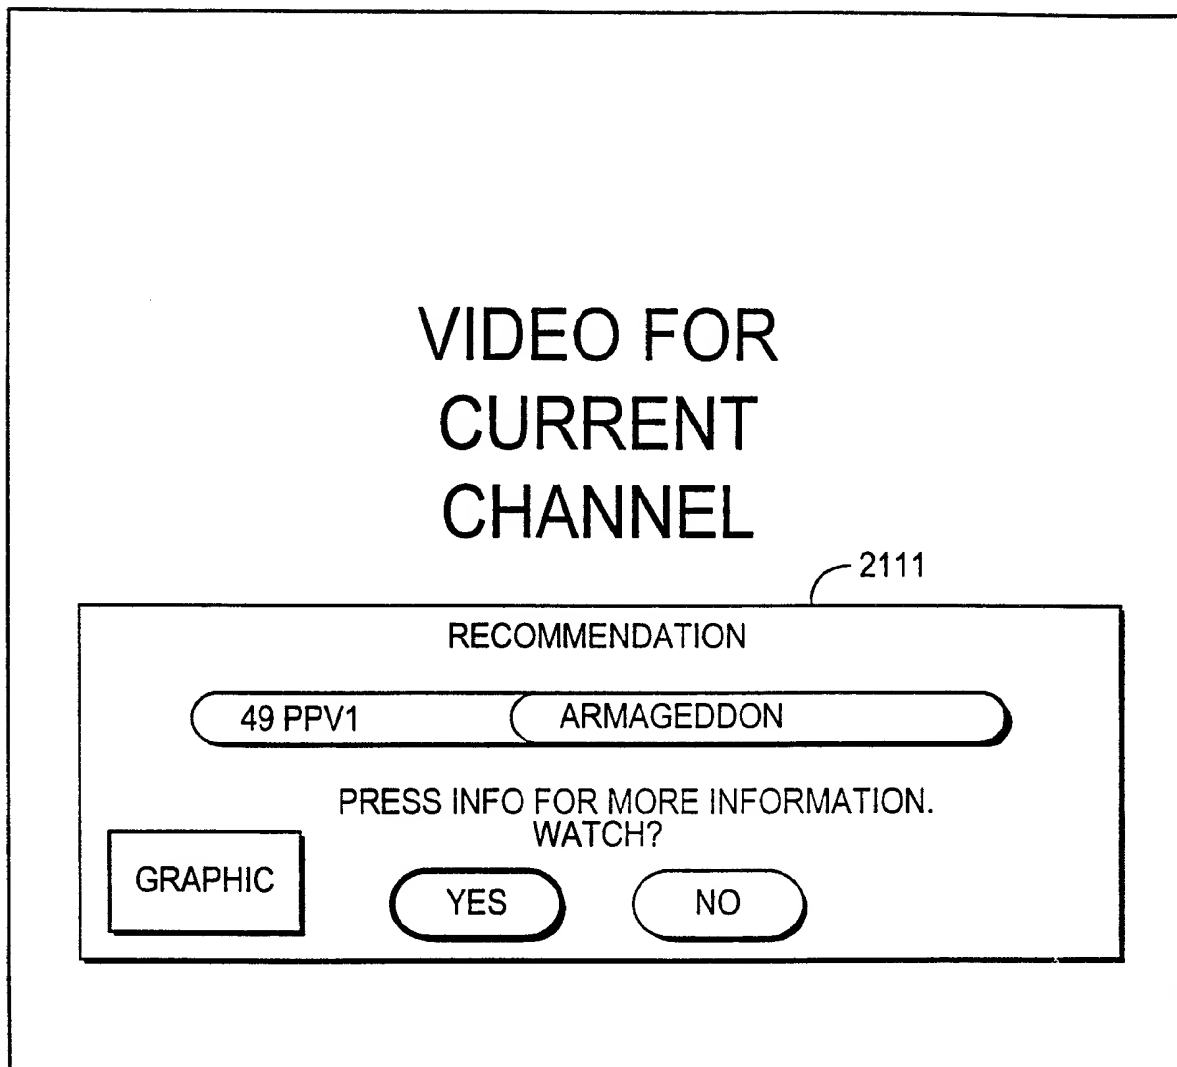 VIDEO FOR
CURRENT
CHANNEL
2111
RECOMMENDATION
49 PPV1 ARMAGEDDON
PRESS INFO FOR MORE INFORMATION.
WATCH?
GRAPHIC
YES NO